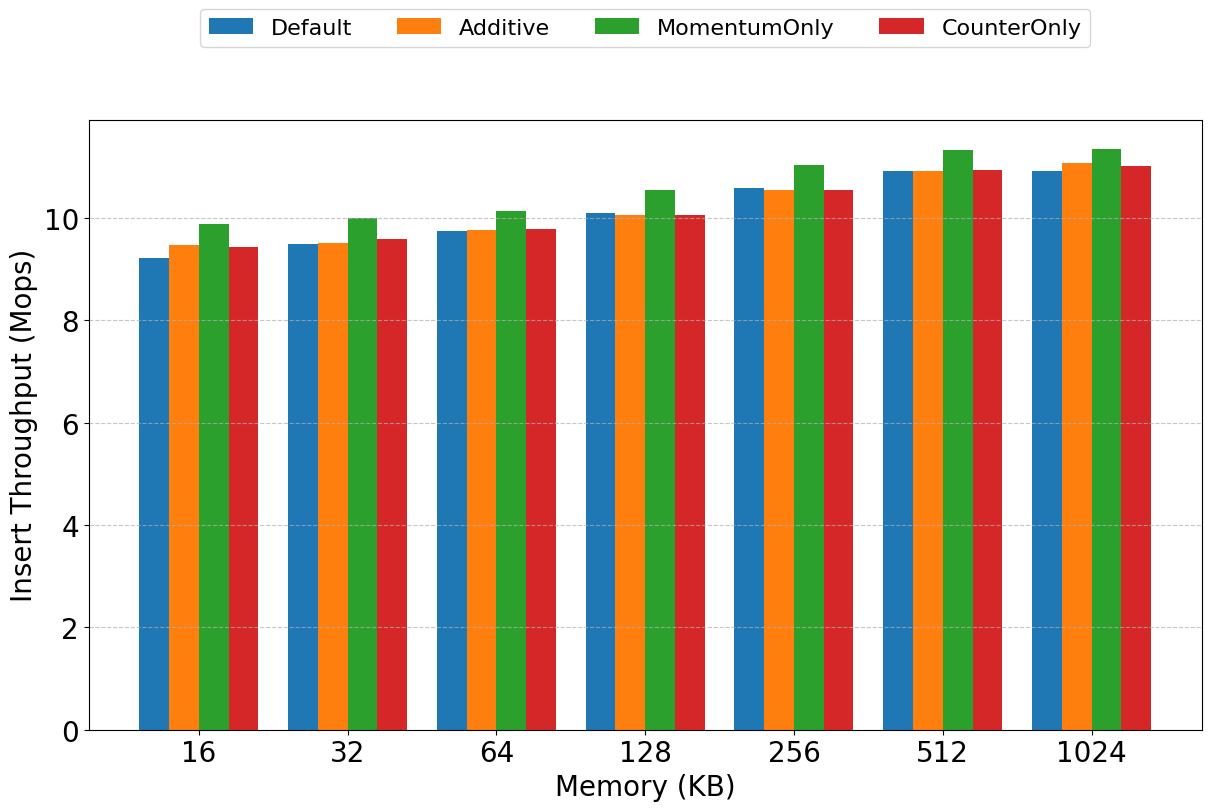 Default Additive MomentumOnly CounterOnly
Insert Throughput (Mops)
10
8
6
4
2
0
16 32 64 128 256 512 1024
Memory (KB)